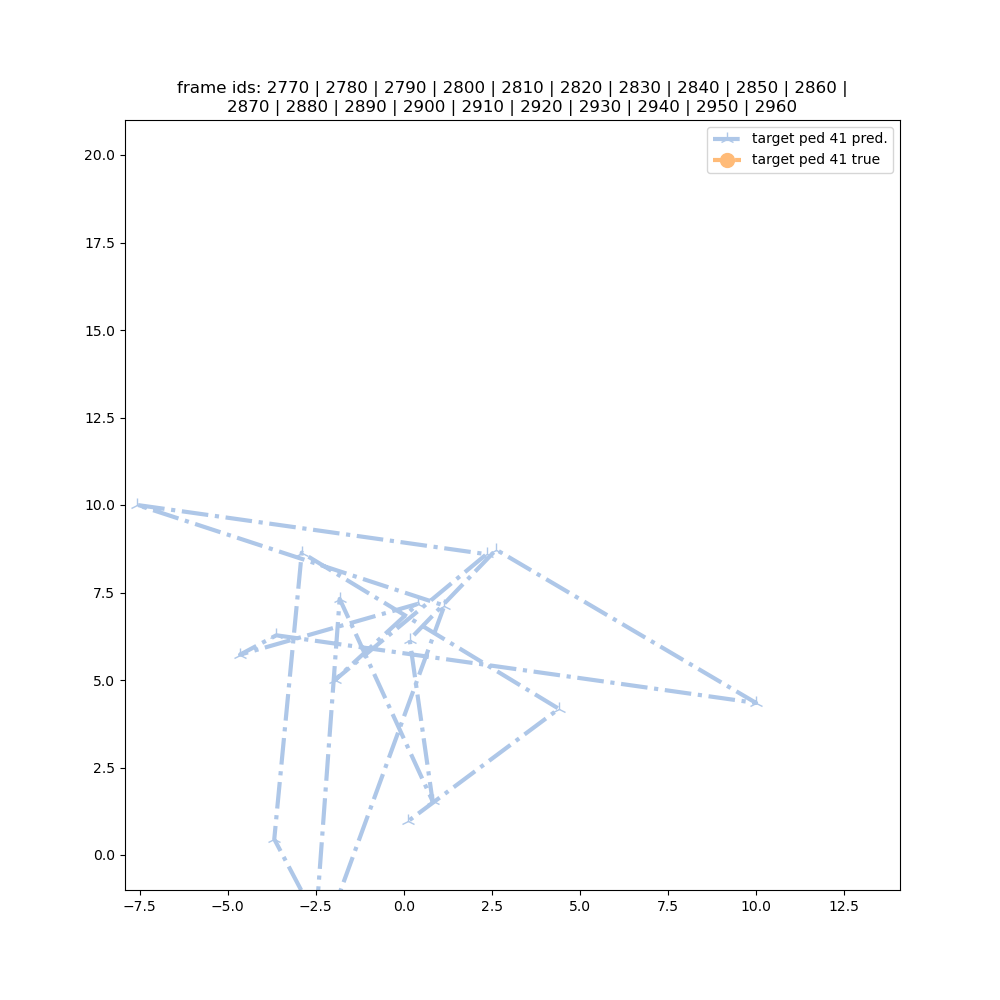 frame ids: 2770 | 2780 | 2790 | 2800 | 2810 | 2820 | 2830 | 2840 | 2850 | 2860 |
2870 | 2880 | 2890 | 2900 | 2910 | 2920 | 2930 | 2940 | 2950 | 2960
target ped 41 pred.
target ped 41 true
20.0
17.5
15.0
12.5
10.0
7.5
5.0
2.5
0.0
−7.5 −5.0 −2.5 0.0 2.5 5.0 7.5 10.0 12.5